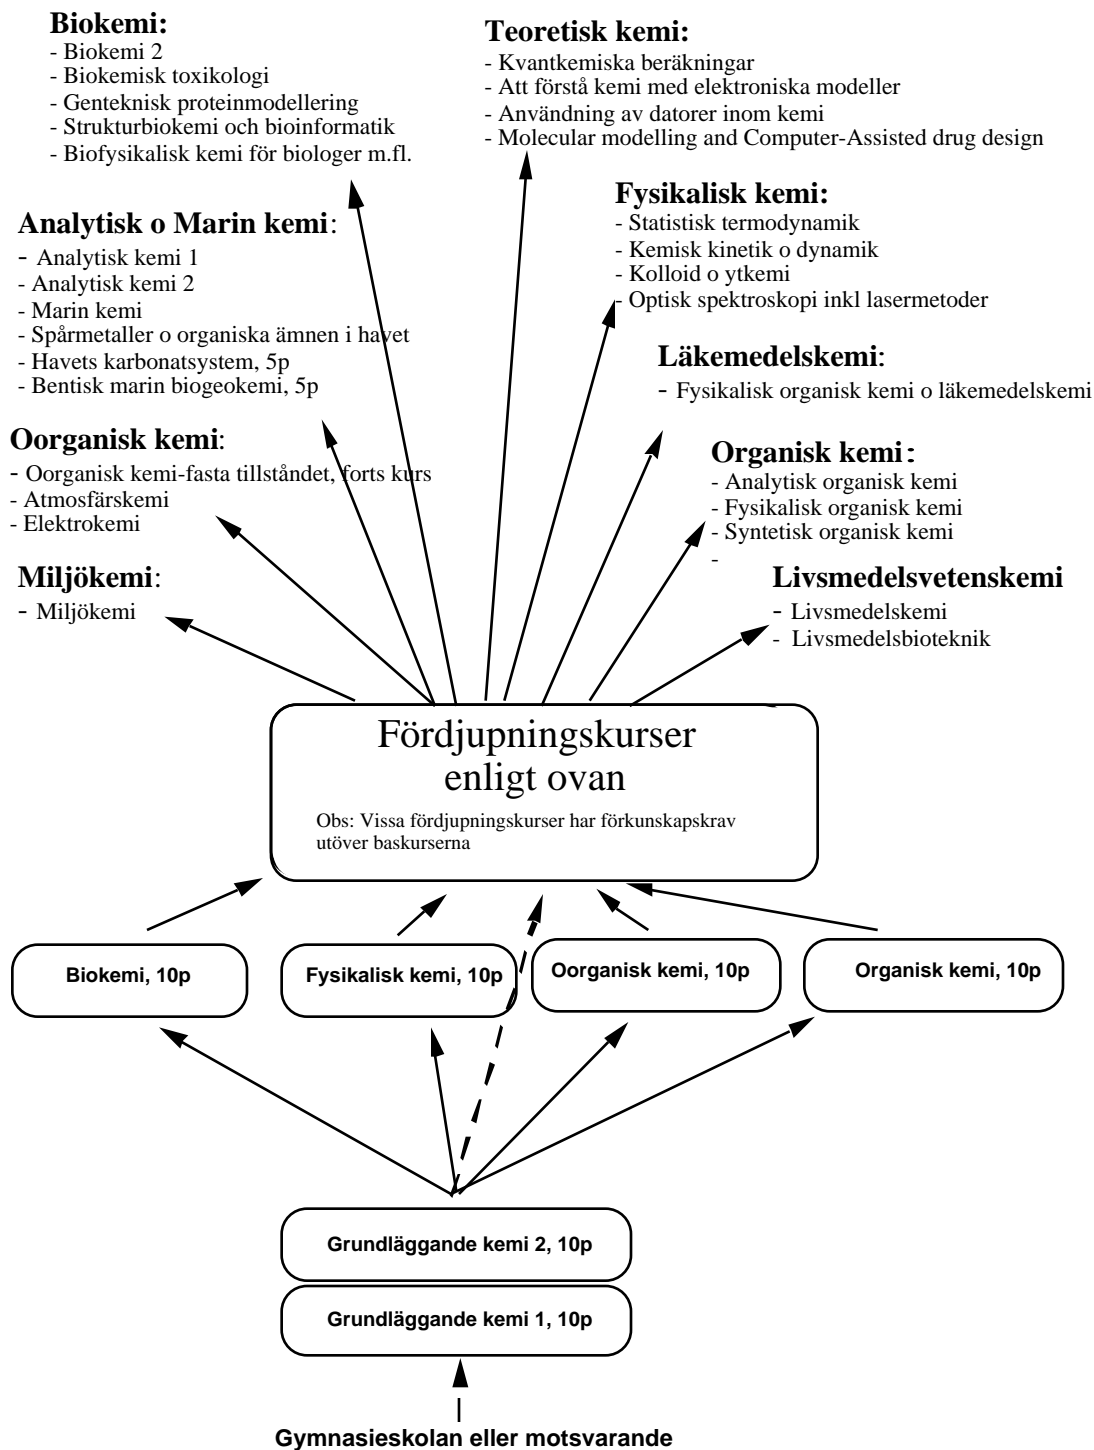 Biokemi:
- Biokemi 2
- Biokemisk toxikologi
- Genteknisk proteinmodellering
- Strukturbiokemi och bioinformatik
- Biofysikalisk kemi för biologer m.fl.
Teoretisk kemi:
- Kvantkemiska beräkningar
- Att förstå kemi med elektroniska modeller
- Användning av datorer inom kemi
- Molecular modelling and Computer-Assisted drug design
Analytisk o Marin kemi:
- Analytisk kemi 1
- Analytisk kemi 2
- Marin kemi
- Spårmetaller o organiska ämnen i havet
- Havets karbonatsystem, 5p
- Bentisk marin biogeokemi, 5p
Fysikalisk kemi:
- Statistisk termodynamik
- Kemisk kinetik o dynamik
- Kolloid o ytkemi
- Optisk spektroskopi inkl lasermetoder
Läkemedelskemi:
- Fysikalisk organisk kemi o läkemedelskemi
Oorganisk kemi:
- Oorganisk kemi-fasta tillståndet, forts kurs
- Atmosfärskemi
- Elektrokemi
Organisk kemi:
- Analytisk organisk kemi
- Fysikalisk organisk kemi
- Syntetisk organisk kemi
-
Miljökemi:
- Miljökemi
Livsmedelsvetenskemi
- Livsmedelskemi
- Livsmedelsbioteknik
Fördjupningskurser
enligt ovan
Obs: Vissa fördjupningskurser har förkunskapskrav
utöver baskurserna
Biokemi, 10p
Fysikalisk kemi, 10p
Oorganisk kemi, 10p
Organisk kemi, 10p
Grundläggande kemi 2, 10p
Grundläggande kemi 1, 10p
Gymnasieskolan eller motsvarande